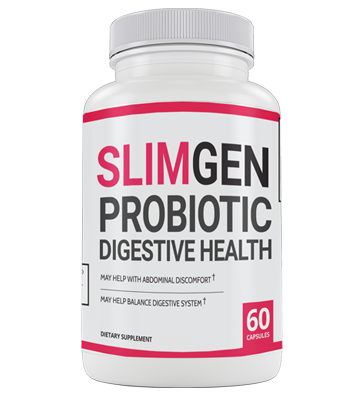 SLIMGEN
PROBIOTIC
DIGESTIVE HEALTH
MAY HELP WITH ABDOMINAL DISCOMFORT†
MAY HELP BALANCE DIGESTIVE SYSTEM†
DIETARY SUPPLEMENT
60
CAPSULES